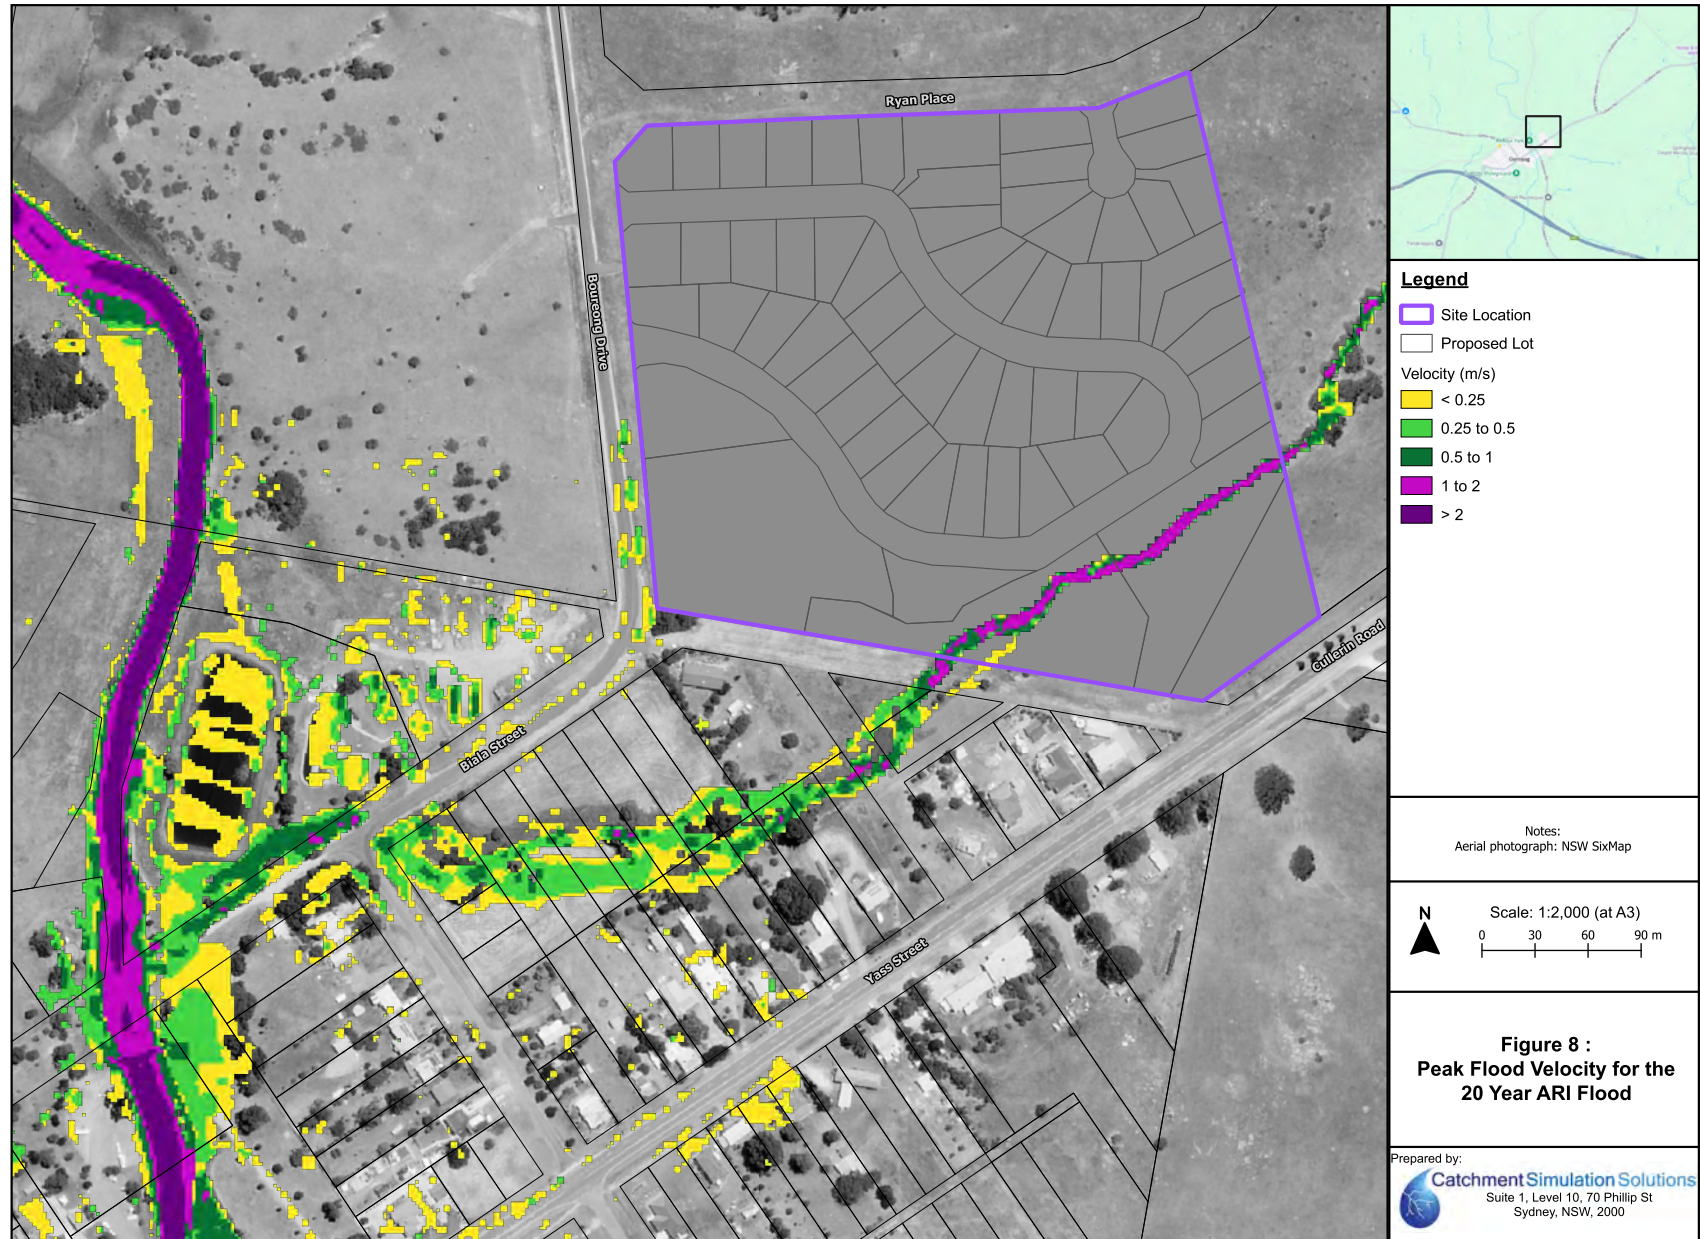 Ryan Place
Boureong Drive
Biala Street
Yass Street
Cullerin Road
Legend
Site Location
Proposed Lot
Velocity (m/s)
< 0.25
0.25 to 0.5
0.5 to 1
1 to 2
> 2
Notes:
Aerial photograph: NSW SixMap
N
Scale: 1:2,000 (at A3)
0 30 60 90 m
Figure 8 :
Peak Flood Velocity for the
20 Year ARI Flood
Prepared by:
Catchment Simulation Solutions
Suite 1, Level 10, 70 Phillip St
Sydney, NSW, 2000